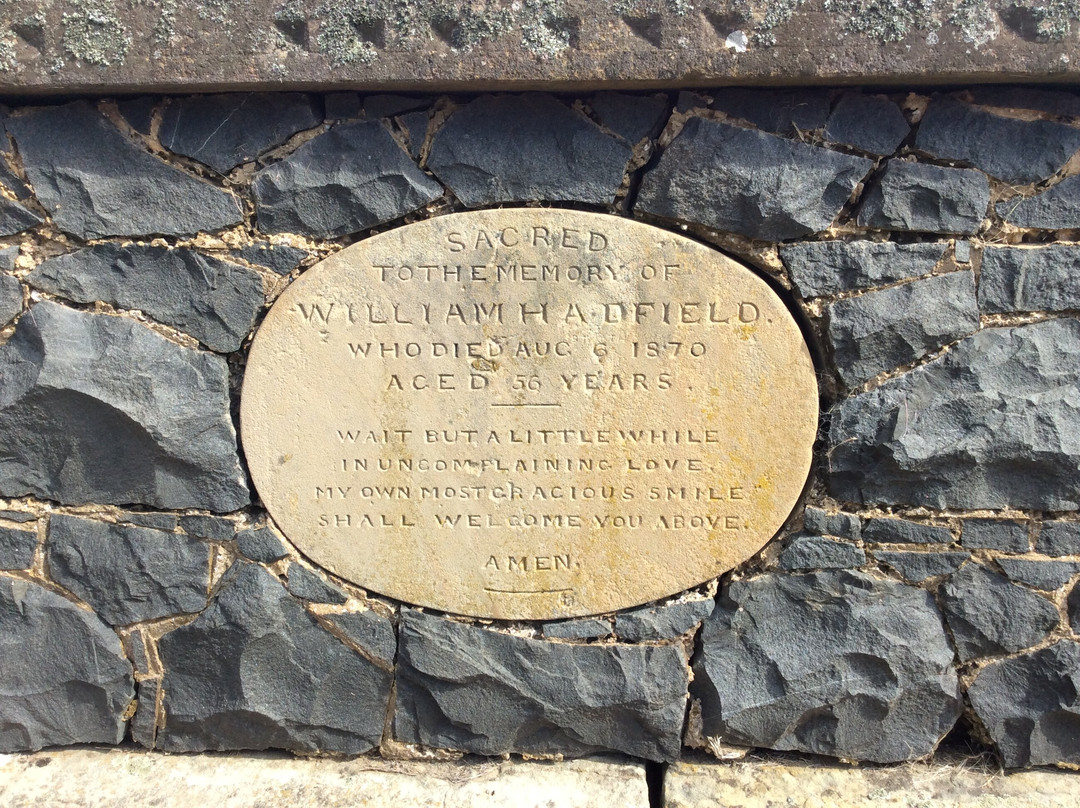 SACRED
TO THE MEMORY OF
WILLIAM HADFIELD.
WHO DIED AUG 6 1870
AGED 56 YEARS.
WAIT BUT A LITTLE WHILE
IN UNCOMPLAINING LOVE.
MY OWN MOST GRACIOUS SMILE
SHALL WELCOME YOU ABOVE.
AMEN.